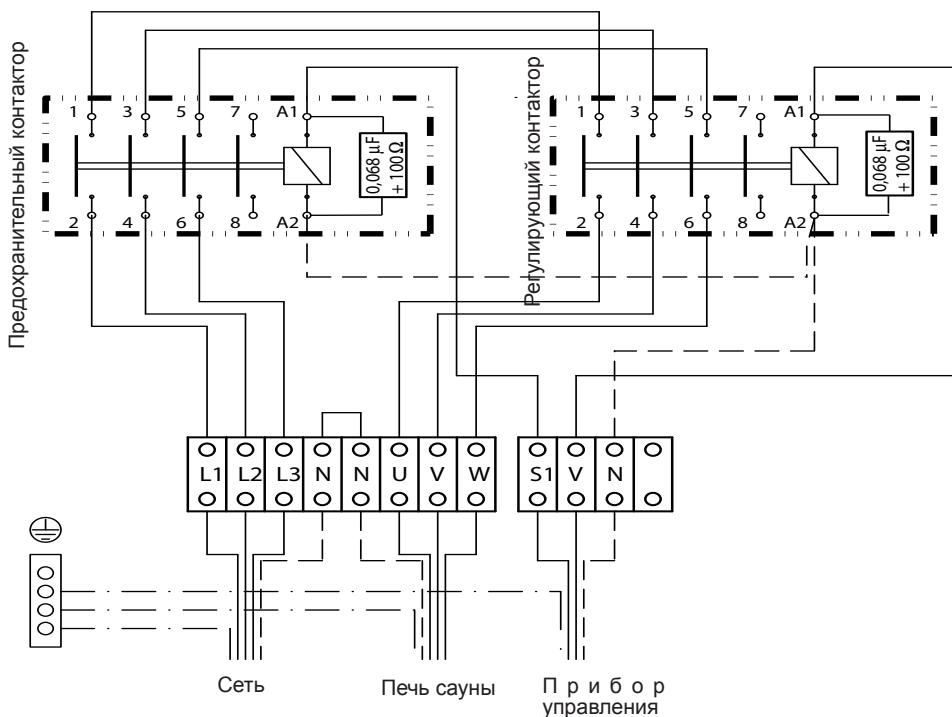 Предохранительный контактор
1 3 5 7 A1
0,068 µF
+ 100 Ω
2 4 6 8 A2
Регулирующий контактор
1 3 5 7 A1
0,068 µF
+ 100 Ω
2 4 6 8 A2
L1 L2 L3 N N U V W
S1 V N
Сеть
Печь сауны
Прибор
управления